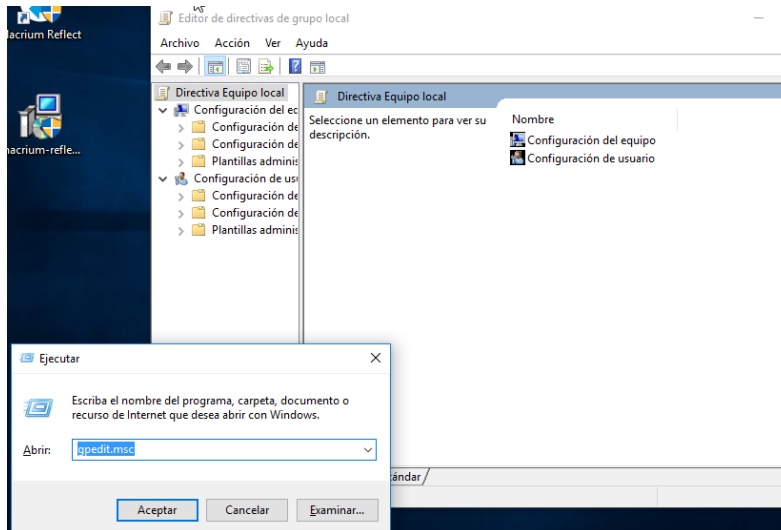 Macrium Reflect
macrium-refle...
Editor de directivas de grupo local
Archivo Acción Ver Ayuda
Directiva Equipo local
Configuración del eq
Configuración de
Configuración de
Plantillas adminis
Configuración de usu
Configuración de
Configuración de
Plantillas adminis
Directiva Equipo local
Seleccione un elemento para ver su
descripción.
Nombre
Configuración del equipo
Configuración de usuario
ándar
Ejecutar
Escriba el nombre del programa, carpeta, documento o
recurso de Internet que desea abrir con Windows.
Abrir: gpedit.msc
Aceptar Cancelar Examinar...